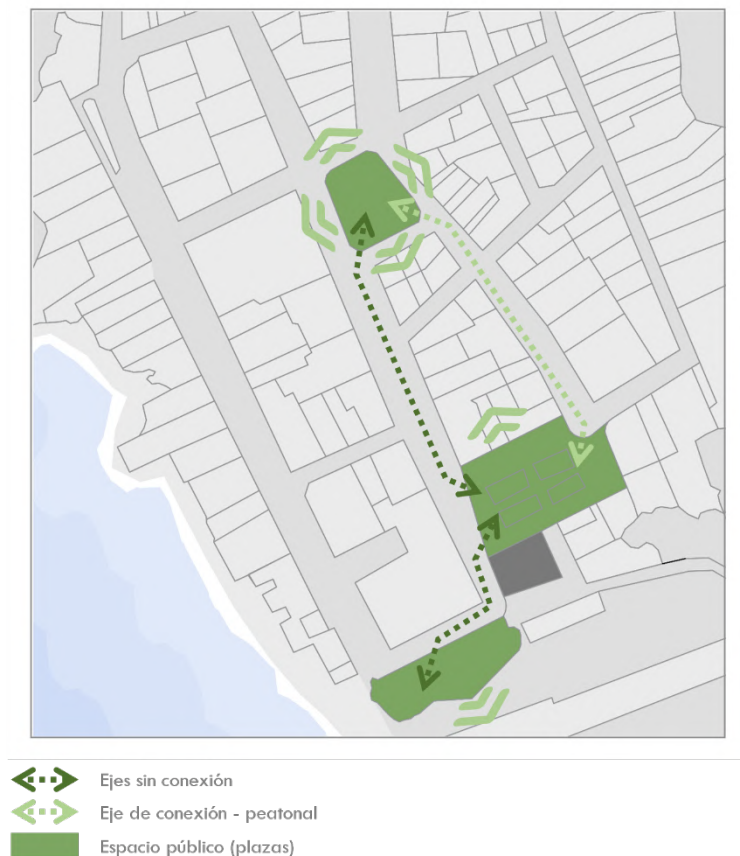 Ejes sin conexión
Eje de conexión - peatonal
Espacio público (plazas)